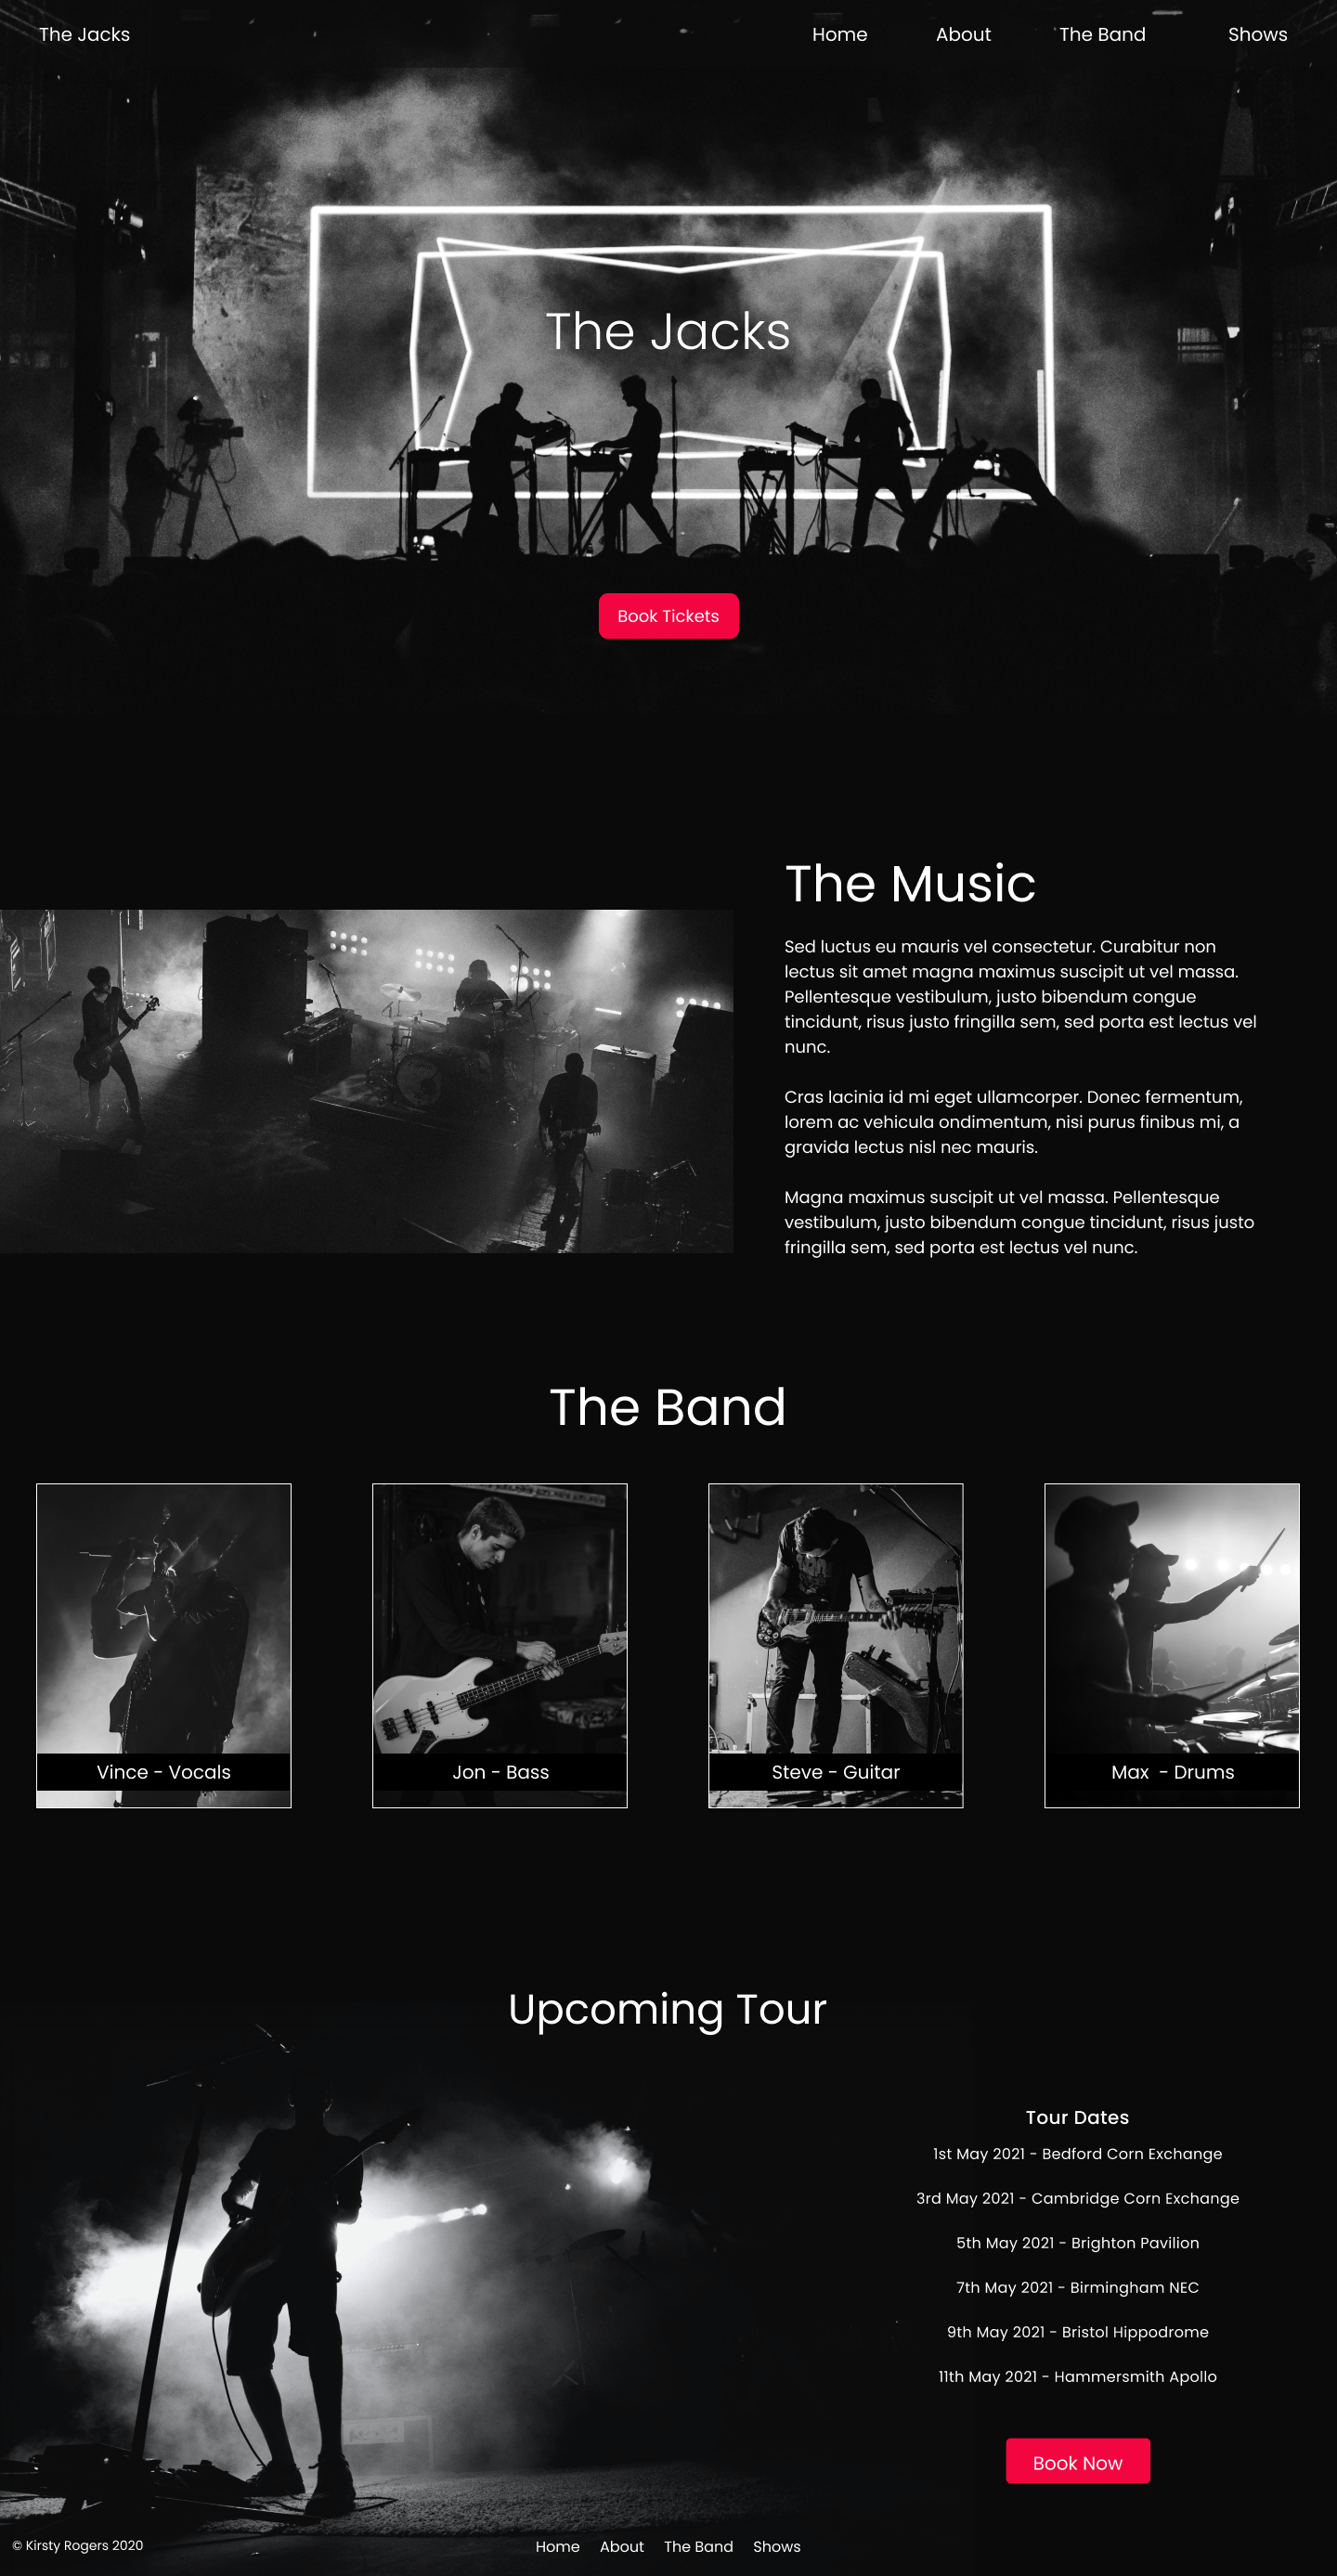 The Jacks
Home About The Band Shows
The Jacks
Book Tickets
The Music
Sed luctus eu mauris vel consectetur. Curabitur non
lectus sit amet magna maximus suscipit ut vel massa.
Pellentesque vestibulum, justo bibendum congue
tincidunt, risus justo fringilla sem, sed porta est lectus vel
nunc.
Cras lacinia id mi eget ullamcorper. Donec fermentum,
lorem ac vehicula ondimentum, nisi purus finibus mi, a
gravida lectus nisl nec mauris.
Magna maximus suscipit ut vel massa. Pellentesque
vestibulum, justo bibendum congue tincidunt, risus justo
fringilla sem, sed porta est lectus vel nunc.
The Band
Vince - Vocals
Jon - Bass
Steve - Guitar
Max - Drums
Upcoming Tour
Tour Dates
1st May 2021 - Bedford Corn Exchange
3rd May 2021 - Cambridge Corn Exchange
5th May 2021 - Brighton Pavilion
7th May 2021 - Birmingham NEC
9th May 2021 - Bristol Hippodrome
11th May 2021 - Hammersmith Apollo
Book Now
© Kirsty Rogers 2020
Home About The Band Shows